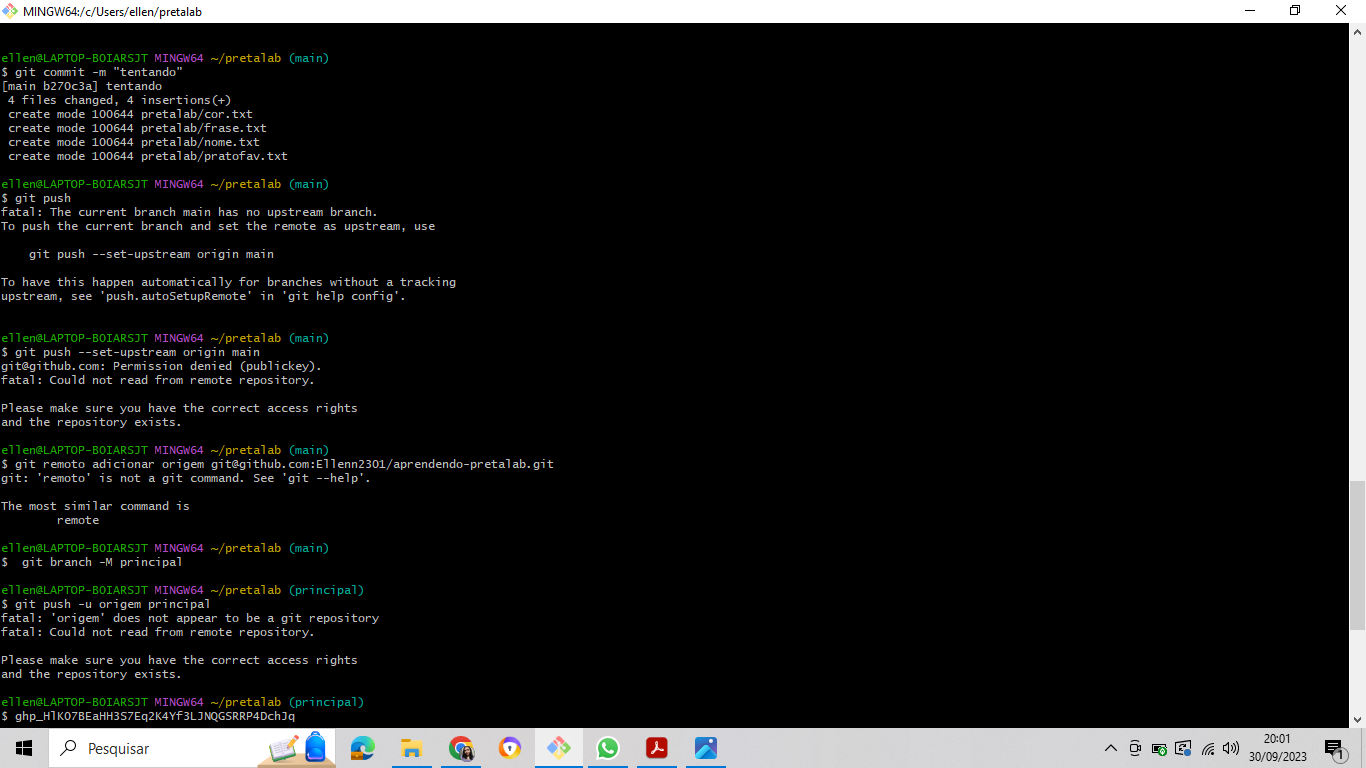 MINGW64:/c/Users/ellen/pretalab
ellen@LAPTOP-BOIARSJT MINGW64 ~/pretalab (main)
$ git commit -m "tentando"
[main b270c3a] tentando
 4 files changed, 4 insertions(+)
 create mode 100644 pretalab/cor.txt
 create mode 100644 pretalab/frase.txt
 create mode 100644 pretalab/nome.txt
 create mode 100644 pretalab/pratofav.txt
ellen@LAPTOP-BOIARSJT MINGW64 ~/pretalab (main)
$ git push
fatal: The current branch main has no upstream branch.
To push the current branch and set the remote as upstream, use
    git push --set-upstream origin main
To have this happen automatically for branches without a tracking
upstream, see 'push.autoSetupRemote' in 'git help config'.
ellen@LAPTOP-BOIARSJT MINGW64 ~/pretalab (main)
$ git push --set-upstream origin main
git@github.com: Permission denied (publickey).
fatal: Could not read from remote repository.
Please make sure you have the correct access rights
and the repository exists.
ellen@LAPTOP-BOIARSJT MINGW64 ~/pretalab (main)
$ git remoto adicionar origem git@github.com:Ellenn2301/aprendendo-pretalab.git
git: 'remoto' is not a git command. See 'git --help'.
The most similar command is
        remote
ellen@LAPTOP-BOIARSJT MINGW64 ~/pretalab (main)
$  git branch -M principal
ellen@LAPTOP-BOIARSJT MINGW64 ~/pretalab (principal)
$ git push -u origem principal
fatal: 'origem' does not appear to be a git repository
fatal: Could not read from remote repository.
Please make sure you have the correct access rights
and the repository exists.
ellen@LAPTOP-BOIARSJT MINGW64 ~/pretalab (principal)
$ ghp_HlKO7BEaHH3S7Eq2K4Yf3LJNQGSRRP4DchJq
Pesquisar
20:01
30/09/2023
1